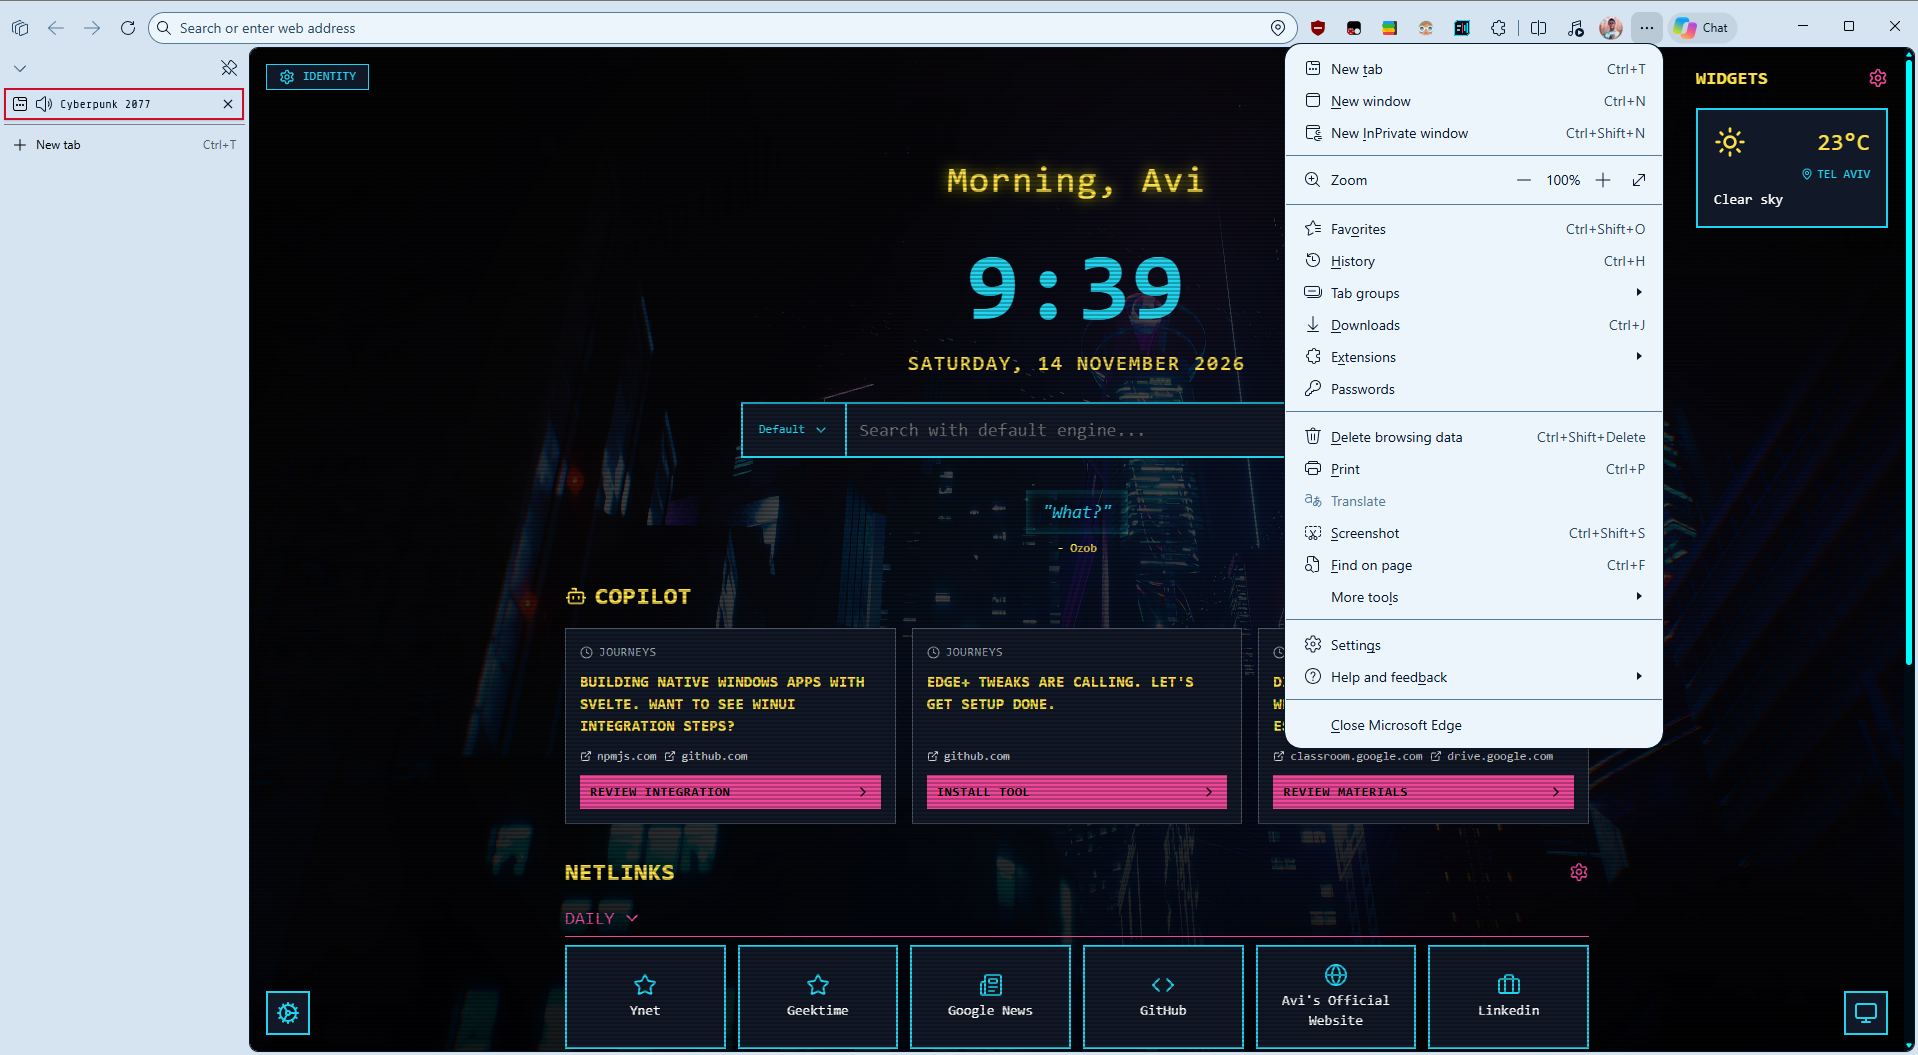 Search or enter web address
Chat
Cyberpunk 2077
New tab Ctrl+T
IDENTITY
Morning, Avi
9:39
SATURDAY, 14 NOVEMBER 2026
Default
Search with default engine...
"What?"
- Ozob
COPILOT
JOURNEYS
BUILDING NATIVE WINDOWS APPS WITH
SVELTE. WANT TO SEE WINUI
INTEGRATION STEPS?
npmjs.com github.com
REVIEW INTEGRATION
JOURNEYS
EDGE+ TWEAKS ARE CALLING. LET'S
GET SETUP DONE.
github.com
INSTALL TOOL
classroom.google.com drive.google.com
REVIEW MATERIALS
NETLINKS
DAILY
Ynet
Geektime
Google News
GitHub
Avi's Official
Website
Linkedin
New tab Ctrl+T
New window Ctrl+N
New InPrivate window Ctrl+Shift+N
Zoom 100%
Favorites Ctrl+Shift+O
History Ctrl+H
Tab groups
Downloads Ctrl+J
Extensions
Passwords
Delete browsing data Ctrl+Shift+Delete
Print Ctrl+P
Translate
Screenshot Ctrl+Shift+S
Find on page Ctrl+F
More tools
Settings
Help and feedback
Close Microsoft Edge
WIDGETS
23°C
TEL AVIV
Clear sky